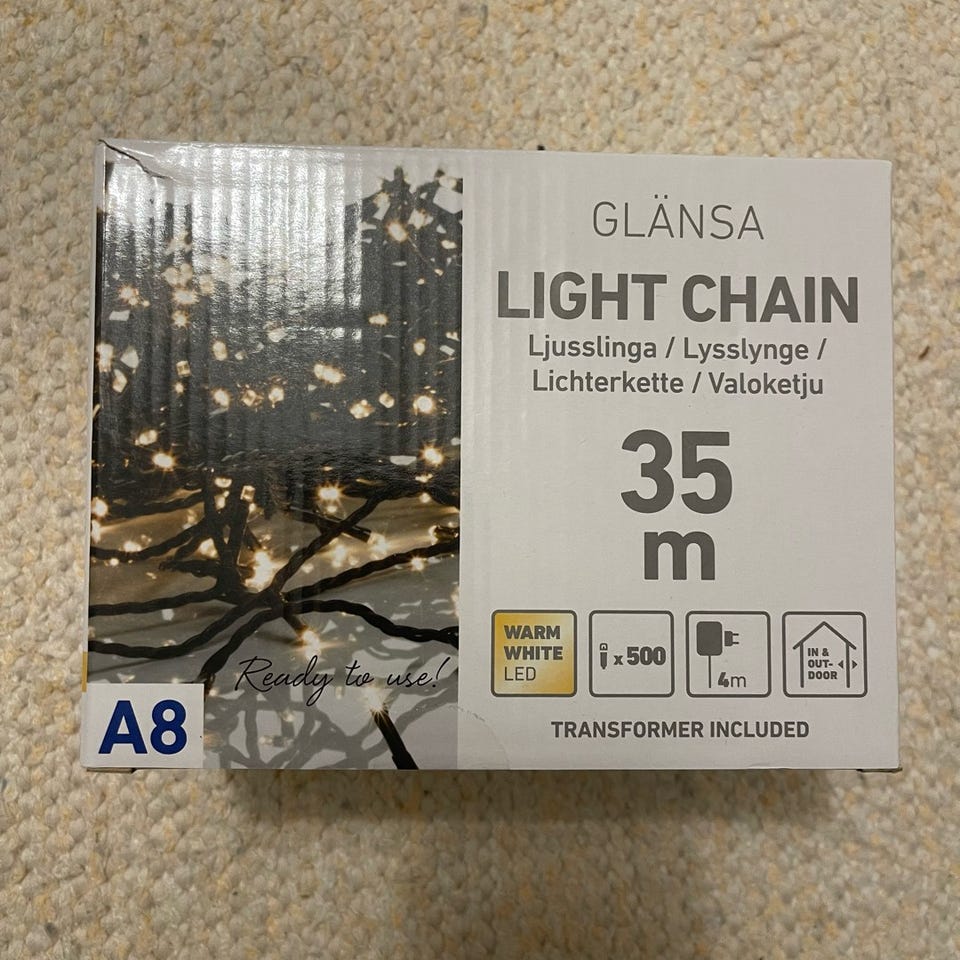 GLÄNSA
LIGHT CHAIN
Ljusslinga / Lysslynge /
Lichterkette / Valoketju
35
m
WARM
WHITE
LED
x 500
4m
IN &
OUT-
DOOR
TRANSFORMER INCLUDED
Ready to use!
A8